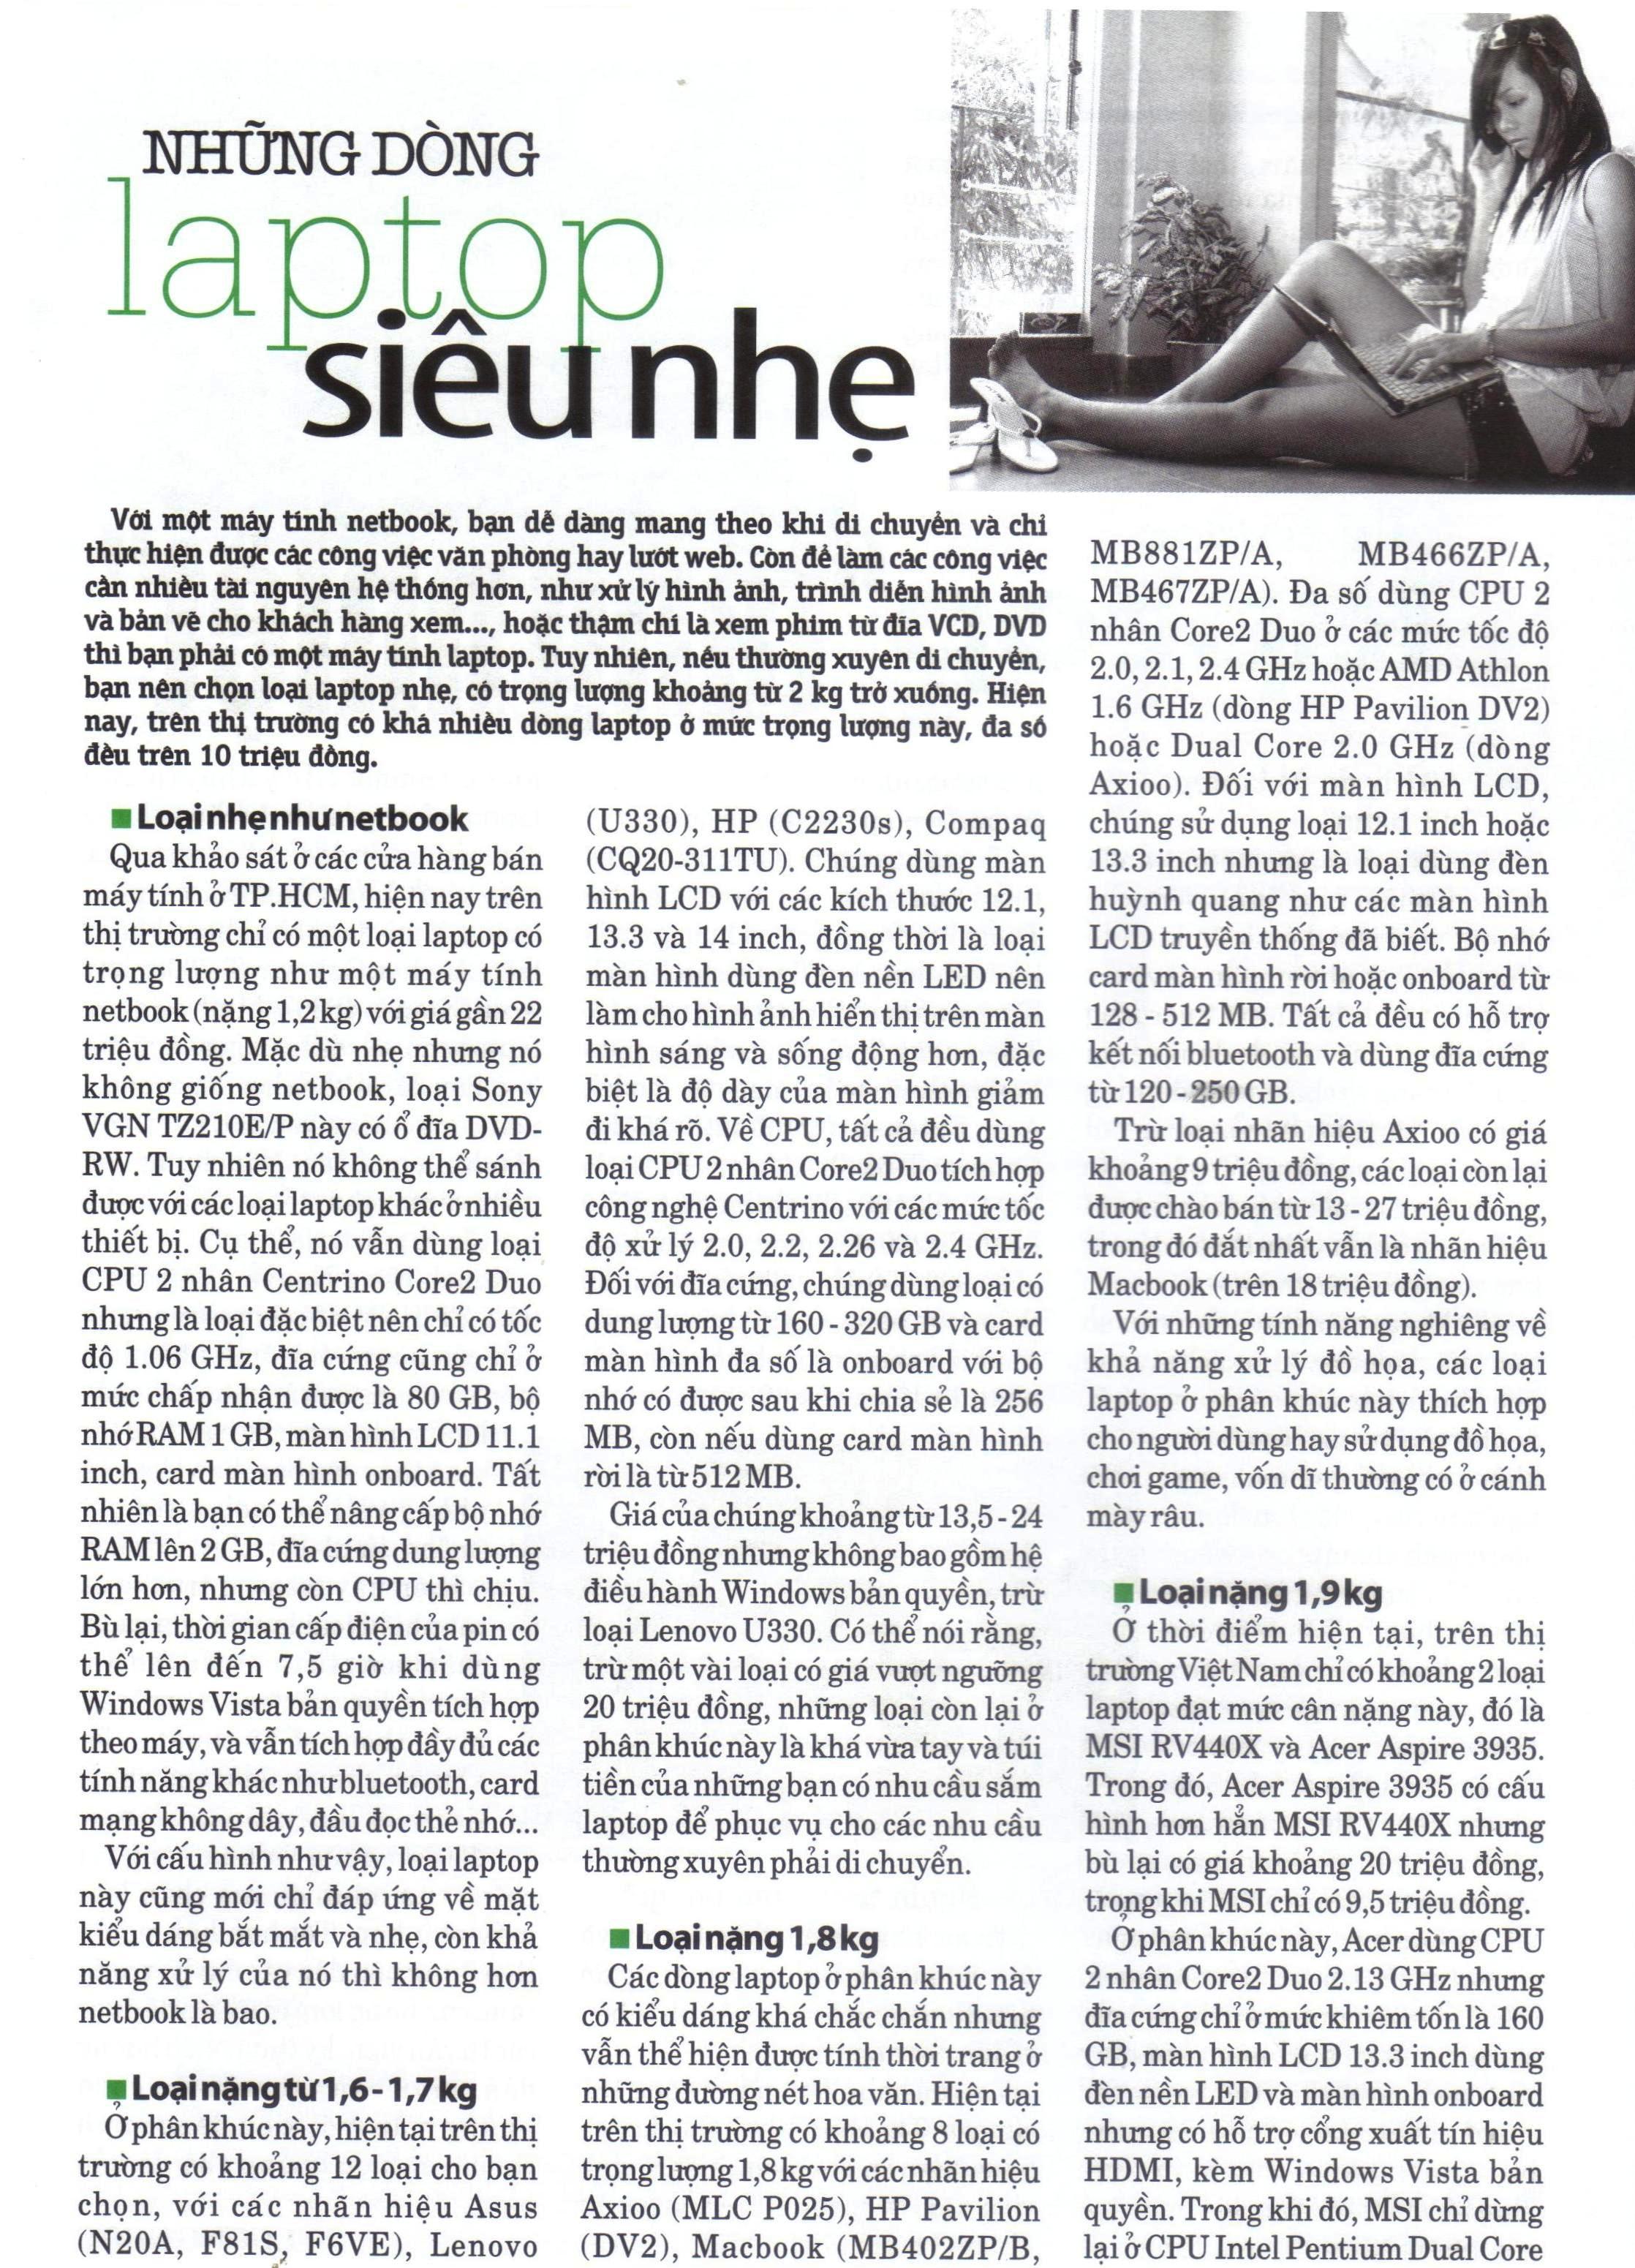 NHỮNG DÒNG
laptop
siêu nhẹ
Với một máy tính netbook, bạn dễ dàng mang theo khi di chuyển và chỉ
thực hiện được các công việc văn phòng hay lướt web. Còn để làm các công việc
cần nhiều tài nguyên hệ thống hơn, như xử lý hình ảnh, trình diễn hình ảnh
và bản vẽ cho khách hàng xem..., hoặc thậm chí là xem phim từ đĩa VCD, DVD
thì bạn phải có một máy tính laptop. Tuy nhiên, nếu thường xuyên di chuyển,
bạn nên chọn loại laptop nhẹ, có trọng lượng khoảng từ 2 kg trở xuống. Hiện
nay, trên thị trường có khá nhiều dòng laptop ở mức trọng lượng này, đa số
đều trên 10 triệu đồng.
Loại nhẹ như netbook
Qua khảo sát ở các cửa hàng bán
máy tính ở TP.HCM, hiện nay trên
thị trường chỉ có một loại laptop có
trọng lượng như một máy tính
netbook (nặng 1,2 kg) với giá gần 22
triệu đồng. Mặc dù nhẹ nhưng nó
không giống netbook, loại Sony
VGN TZ210E/P này có ổ đĩa DVD-
RW. Tuy nhiên nó không thể sánh
được với các loại laptop khác ở nhiều
thiết bị. Cụ thể, nó vẫn dùng loại
CPU 2 nhân Centrino Core2 Duo
nhưng là loại đặc biệt nên chỉ có tốc
độ 1.06 GHz, đĩa cứng cũng chỉ ở
mức chấp nhận được là 80 GB, bộ
nhớ RAM 1 GB, màn hình LCD 11.1
inch, card màn hình onboard. Tất
nhiên là bạn có thể nâng cấp bộ nhớ
RAM lên 2 GB, đĩa cứng dung lượng
lớn hơn, nhưng còn CPU thì chịu.
Bù lại, thời gian cấp điện của pin có
thể lên đến 7,5 giờ khi dùng
Windows Vista bản quyền tích hợp
theo máy, và vẫn tích hợp đầy đủ các
tính năng khác như bluetooth, card
mạng không dây, đầu đọc thẻ nhớ...
Với cấu hình như vậy, loại laptop
này cũng mới chỉ đáp ứng về mặt
kiểu dáng bắt mắt và nhẹ, còn khả
năng xử lý của nó thì không hơn
netbook là bao.
Loại nặng từ 1,6 - 1,7 kg
Ở phân khúc này, hiện tại trên thị
trường có khoảng 12 loại cho bạn
chọn, với các nhãn hiệu Asus
(N20A, F81S, F6VE), Lenovo
(U330), HP (C2230s), Compaq
(CQ20-311TU). Chúng dùng màn
hình LCD với các kích thước 12.1,
13.3 và 14 inch, đồng thời là loại
màn hình dùng đèn nền LED nên
làm cho hình ảnh hiển thị trên màn
hình sáng và sống động hơn, đặc
biệt là độ dày của màn hình giảm
đi khá rõ. Về CPU, tất cả đều dùng
loại CPU 2 nhân Core2 Duo tích hợp
công nghệ Centrino với các mức tốc
độ xử lý 2.0, 2.2, 2.26 và 2.4 GHz.
Đối với đĩa cứng, chúng dùng loại có
dung lượng từ 160 - 320 GB và card
màn hình đa số là onboard với bộ
nhớ có được sau khi chia sẻ là 256
MB, còn nếu dùng card màn hình
rời là từ 512 MB.
Giá của chúng khoảng từ 13,5 - 24
triệu đồng nhưng không bao gồm hệ
điều hành Windows bản quyền, trừ
loại Lenovo U330. Có thể nói rằng,
trừ một vài loại có giá vượt ngưỡng
20 triệu đồng, những loại còn lại ở
phân khúc này là khá vừa tay và túi
tiền của những bạn có nhu cầu sắm
laptop để phục vụ cho các nhu cầu
thường xuyên phải di chuyển.
Loại nặng 1,8 kg
Các dòng laptop ở phân khúc này
có kiểu dáng khá chắc chắn nhưng
vẫn thể hiện được tính thời trang ở
những đường nét hoa văn. Hiện tại
trên thị trường có khoảng 8 loại có
trọng lượng 1,8 kg với các nhãn hiệu
Axioo (MLC P025), HP Pavilion
(DV2), Macbook (MB402ZP/B,
MB881ZP/A, MB466ZP/A,
MB467ZP/A). Đa số dùng CPU 2
nhân Core2 Duo ở các mức tốc độ
2.0, 2.1, 2.4 GHz hoặc AMD Athlon
1.6 GHz (dòng HP Pavilion DV2)
hoặc Dual Core 2.0 GHz (dòng
Axioo). Đối với màn hình LCD,
chúng sử dụng loại 12.1 inch hoặc
13.3 inch nhưng là loại dùng đèn
huỳnh quang như các màn hình
LCD truyền thống đã biết. Bộ nhớ
card màn hình rời hoặc onboard từ
128 - 512 MB. Tất cả đều có hỗ trợ
kết nối bluetooth và dùng đĩa cứng
từ 120 - 250 GB.
Trừ loại nhãn hiệu Axioo có giá
khoảng 9 triệu đồng, các loại còn lại
được chào bán từ 13 - 27 triệu đồng,
trong đó đắt nhất vẫn là nhãn hiệu
Macbook (trên 18 triệu đồng).
Với những tính năng nghiêng về
khả năng xử lý đồ họa, các loại
laptop ở phân khúc này thích hợp
cho người dùng hay sử dụng đồ họa,
chơi game, vốn dĩ thường có ở cánh
mày râu.
Loại nặng 1,9 kg
Ở thời điểm hiện tại, trên thị
trường Việt Nam chỉ có khoảng 2 loại
laptop đạt mức cân nặng này, đó là
MSI RV440X và Acer Aspire 3935.
Trong đó, Acer Aspire 3935 có cấu
hình hơn hẳn MSI RV440X nhưng
bù lại có giá khoảng 20 triệu đồng,
trong khi MSI chỉ có 9,5 triệu đồng.
Ở phân khúc này, Acer dùng CPU
2 nhân Core2 Duo 2.13 GHz nhưng
đĩa cứng chỉ ở mức khiêm tốn là 160
GB, màn hình LCD 13.3 inch dùng
đèn nền LED và màn hình onboard
nhưng có hỗ trợ cổng xuất tín hiệu
HDMI, kèm Windows Vista bản
quyền. Trong khi đó, MSI chỉ dừng
lại ở CPU Intel Pentium Dual Core